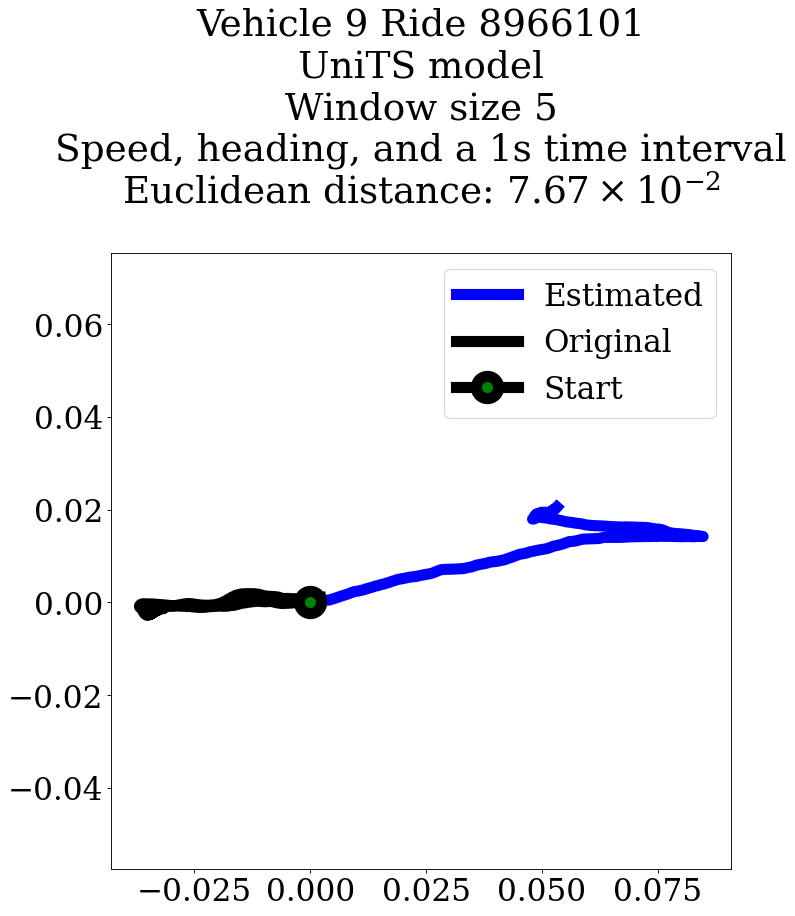 Vehicle 9 Ride 8966101
UniTS model
Window size 5
Speed, heading, and a 1s time interval
Euclidean distance: 7.67 × 10⁻²
Estimated
Original
Start
0.06
0.04
0.02
0.00
−0.02
−0.04
−0.025 0.000 0.025 0.050 0.075